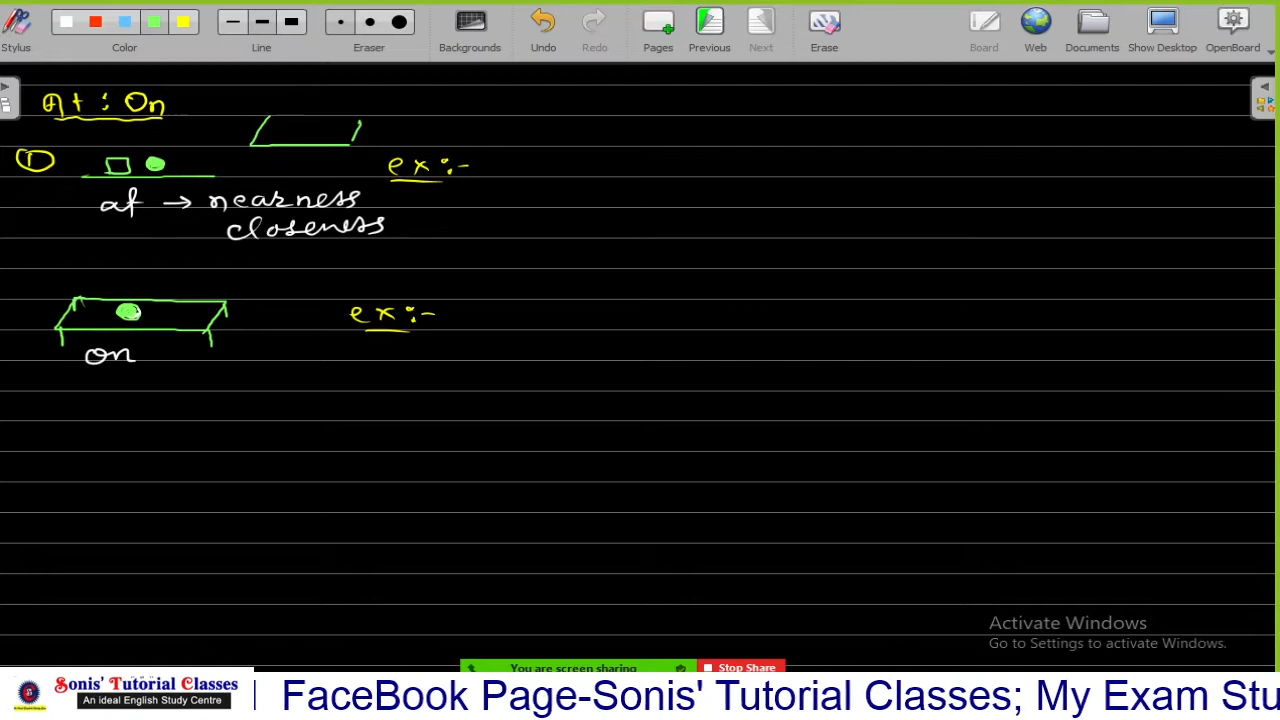 Stylus Color Line Eraser Backgrounds Undo Redo Pages Previous Next Erase Board Web Documents Show Desktop OpenBoard
At : On
① ex:-
at → nearness
closeness
ex:-
on
Activate Windows
Go to Settings to activate Windows.
You are screen sharing Stop Share
Sonis' Tutorial Classes
An ideal English Study Centre
FaceBook Page-Sonis' Tutorial Classes; My Exam Stu